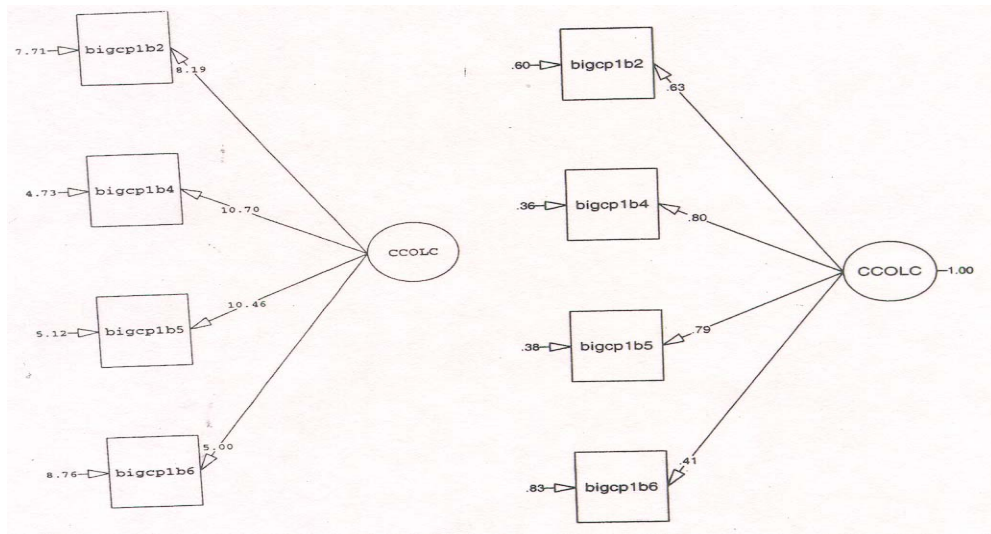 7.71 bigcp1b2 8.19
4.73 bigcp1b4 10.70
CCOLC
5.12 bigcp1b5 10.46
8.76 bigcp1b6 5.00
.60 bigcp1b2 .63
.36 bigcp1b4 .80
CCOLC 1.00
.38 bigcp1b5 .79
.83 bigcp1b6 .41